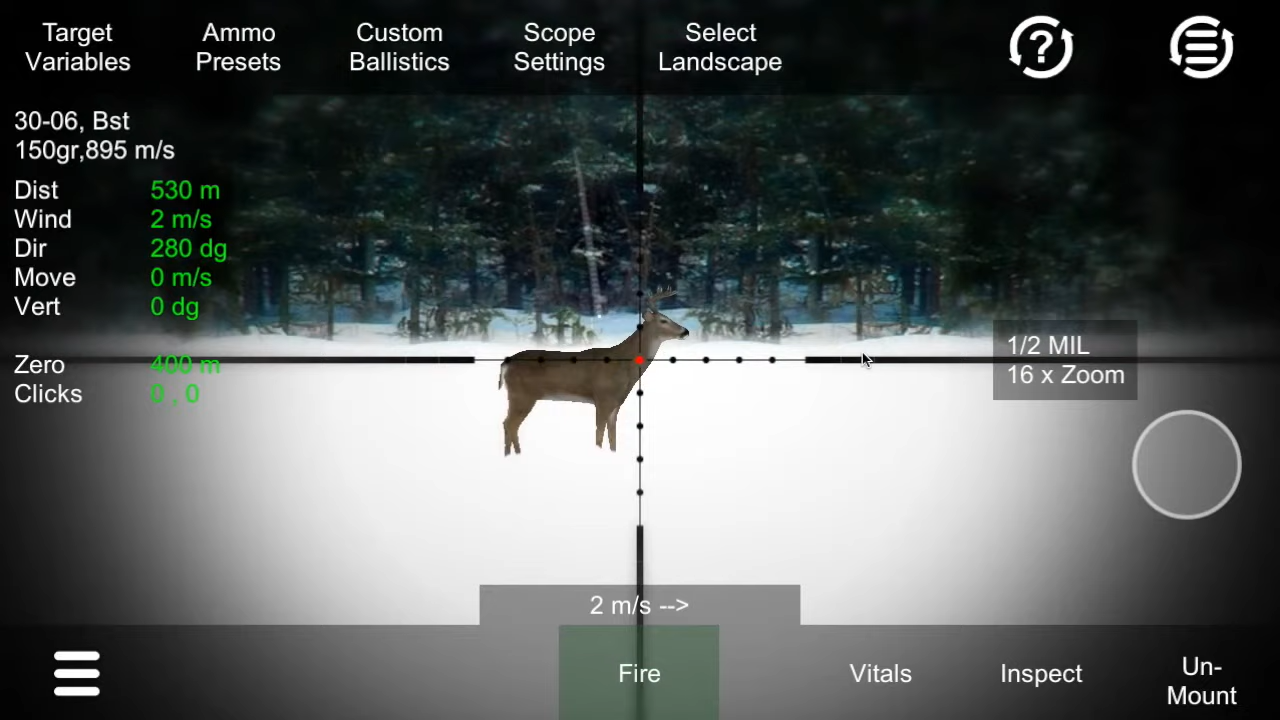 Target
Variables
Ammo
Presets
Custom
Ballistics
Scope
Settings
Select
Landscape
?
30-06, Bst
150gr,895 m/s
Dist 530 m
Wind 2 m/s
Dir 280 dg
Move 0 m/s
Vert 0 dg
Zero 400 m
Clicks 0 , 0
1/2 MIL
16 x Zoom
2 m/s -->
Fire
Vitals
Inspect
Un-
Mount